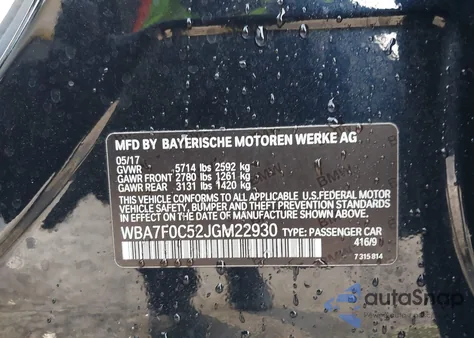 MFD BY BAYERISCHE MOTOREN WERKE AG
05/17
GVWR 5714 lbs 2592 kg
GAWR FRONT 2780 lbs 1261 kg
GAWR REAR 3131 lbs 1420 kg
THIS VEHICLE CONFORMS TO ALL APPLICABLE U.S.FEDERAL MOTOR
VEHICLE SAFETY, BUMPER AND THEFT PREVENTION STANDARDS
IN EFFECT ON THE DATE OF MANUFACTURE SHOWN ABOVE.
WBA7F0C52JGM22930 TYPE: PASSENGER CAR
416/9
7 315 814
autoSnap